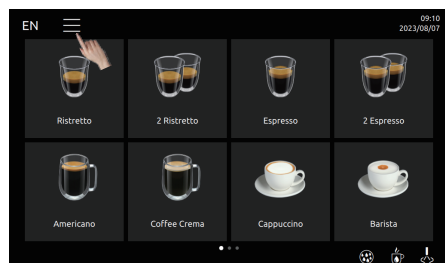 EN
09:10
2023/08/07
Ristretto
2 Ristretto
Espresso
2 Espresso
Americano
Coffee Crema
Cappuccino
Barista